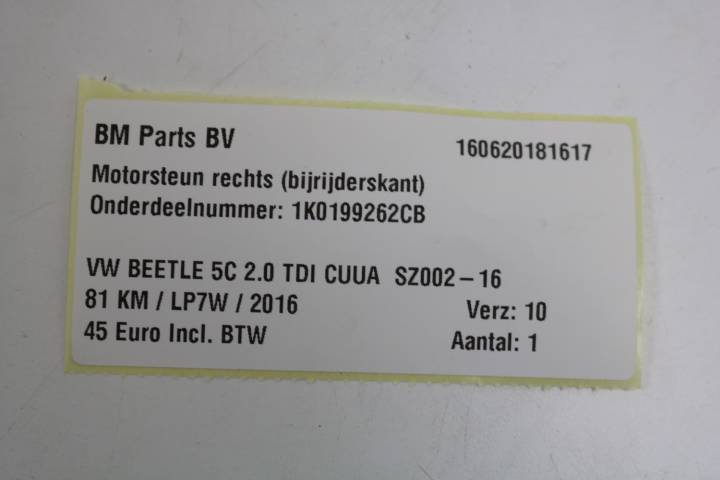 BM Parts BV 160620181617
Motorsteun rechts (bijrijderskant)
Onderdeelnummer: 1K0199262CB
VW BEETLE 5C 2.0 TDI CUUA SZ002-16
81 KM / LP7W / 2016 Verz: 10
45 Euro Incl. BTW Aantal: 1